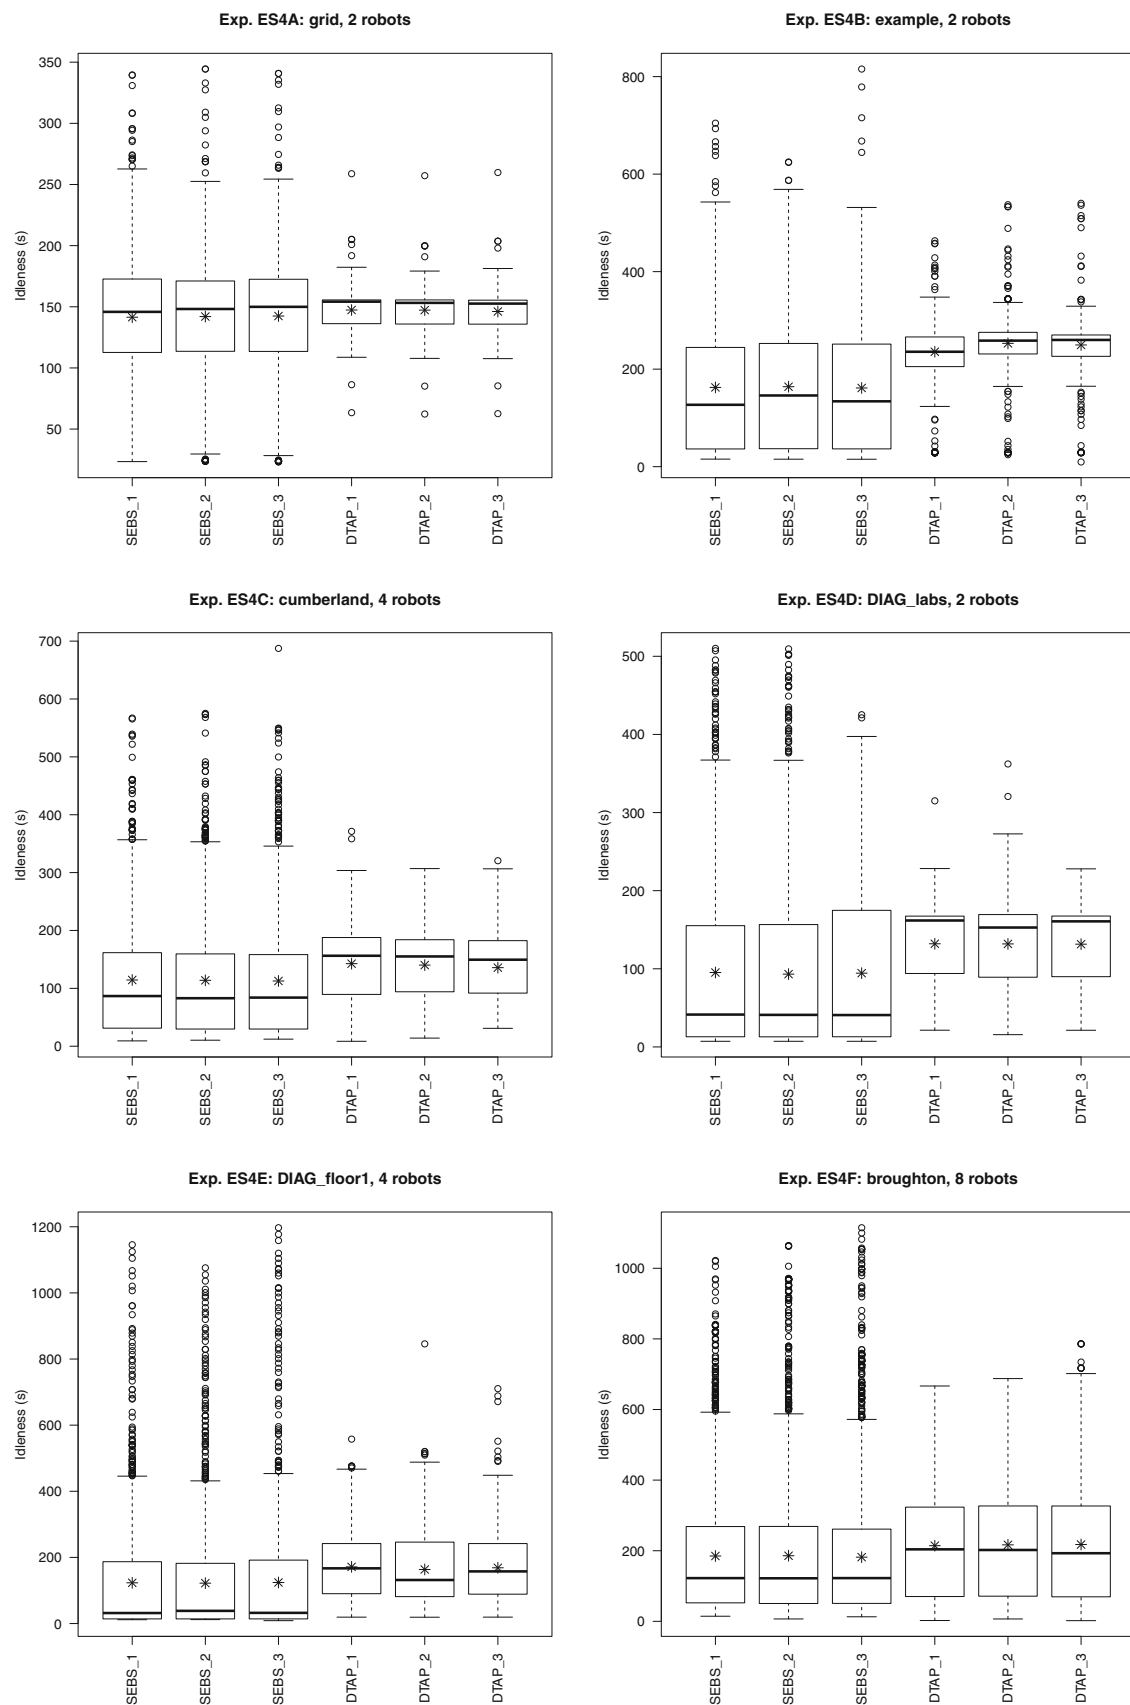 Exp. ES4A: grid, 2 robots
Idleness (s)
350
300
250
200
150
100
50
SEBS_1
SEBS_2
SEBS_3
DTAP_1
DTAP_2
DTAP_3
Exp. ES4B: example, 2 robots
Idleness (s)
800
600
400
200
0
SEBS_1
SEBS_2
SEBS_3
DTAP_1
DTAP_2
DTAP_3
Exp. ES4C: cumberland, 4 robots
Idleness (s)
700
600
500
400
300
200
100
0
SEBS_1
SEBS_2
SEBS_3
DTAP_1
DTAP_2
DTAP_3
Exp. ES4D: DIAG_labs, 2 robots
Idleness (s)
500
400
300
200
100
0
SEBS_1
SEBS_2
SEBS_3
DTAP_1
DTAP_2
DTAP_3
Exp. ES4E: DIAG_floor1, 4 robots
Idleness (s)
1200
1000
800
600
400
200
0
SEBS_1
SEBS_2
SEBS_3
DTAP_1
DTAP_2
DTAP_3
Exp. ES4F: broughton, 8 robots
Idleness (s)
1000
800
600
400
200
0
SEBS_1
SEBS_2
SEBS_3
DTAP_1
DTAP_2
DTAP_3